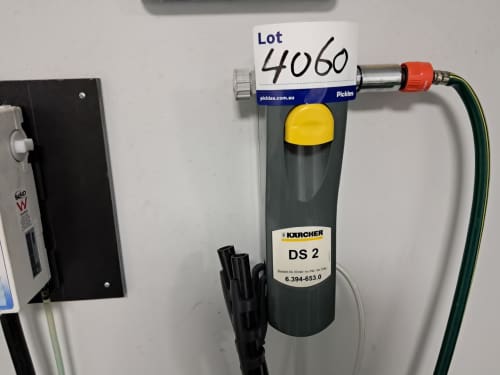 Lot
4060
pickles.com.au Pickles
KÄRCHER
DS 2
6.394-653.0